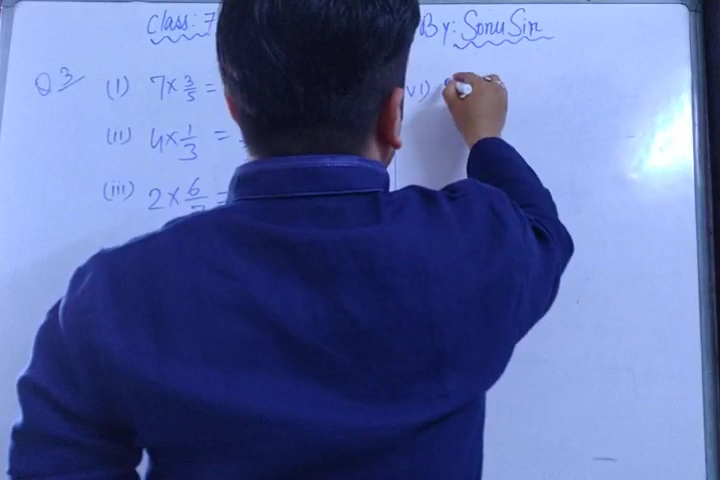 Class: 7 By: Sonu Sir
Q 3 (i) 7 × 3/5 = vi)
(ii) 4 × 1/3 =
(iii) 2 × 6/7 =